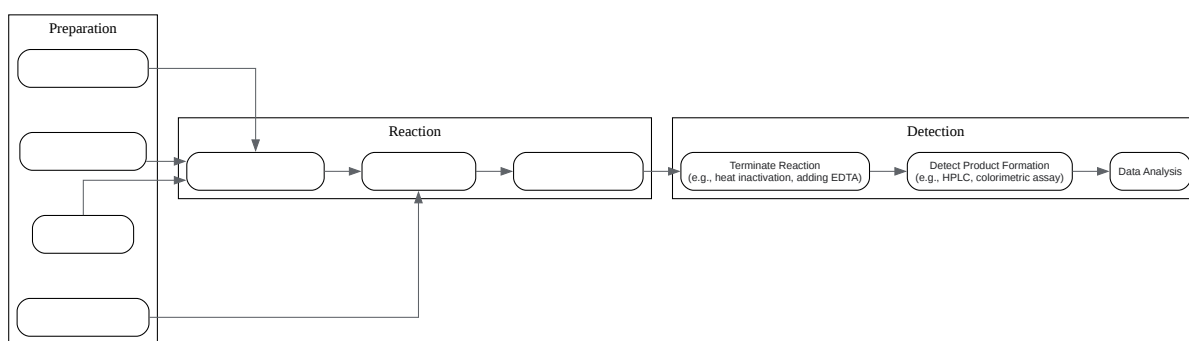 Preparation
Reaction
Detection
Terminate Reaction
(e.g., heat inactivation, adding EDTA)
Detect Product Formation
(e.g., HPLC, colorimetric assay)
Data Analysis